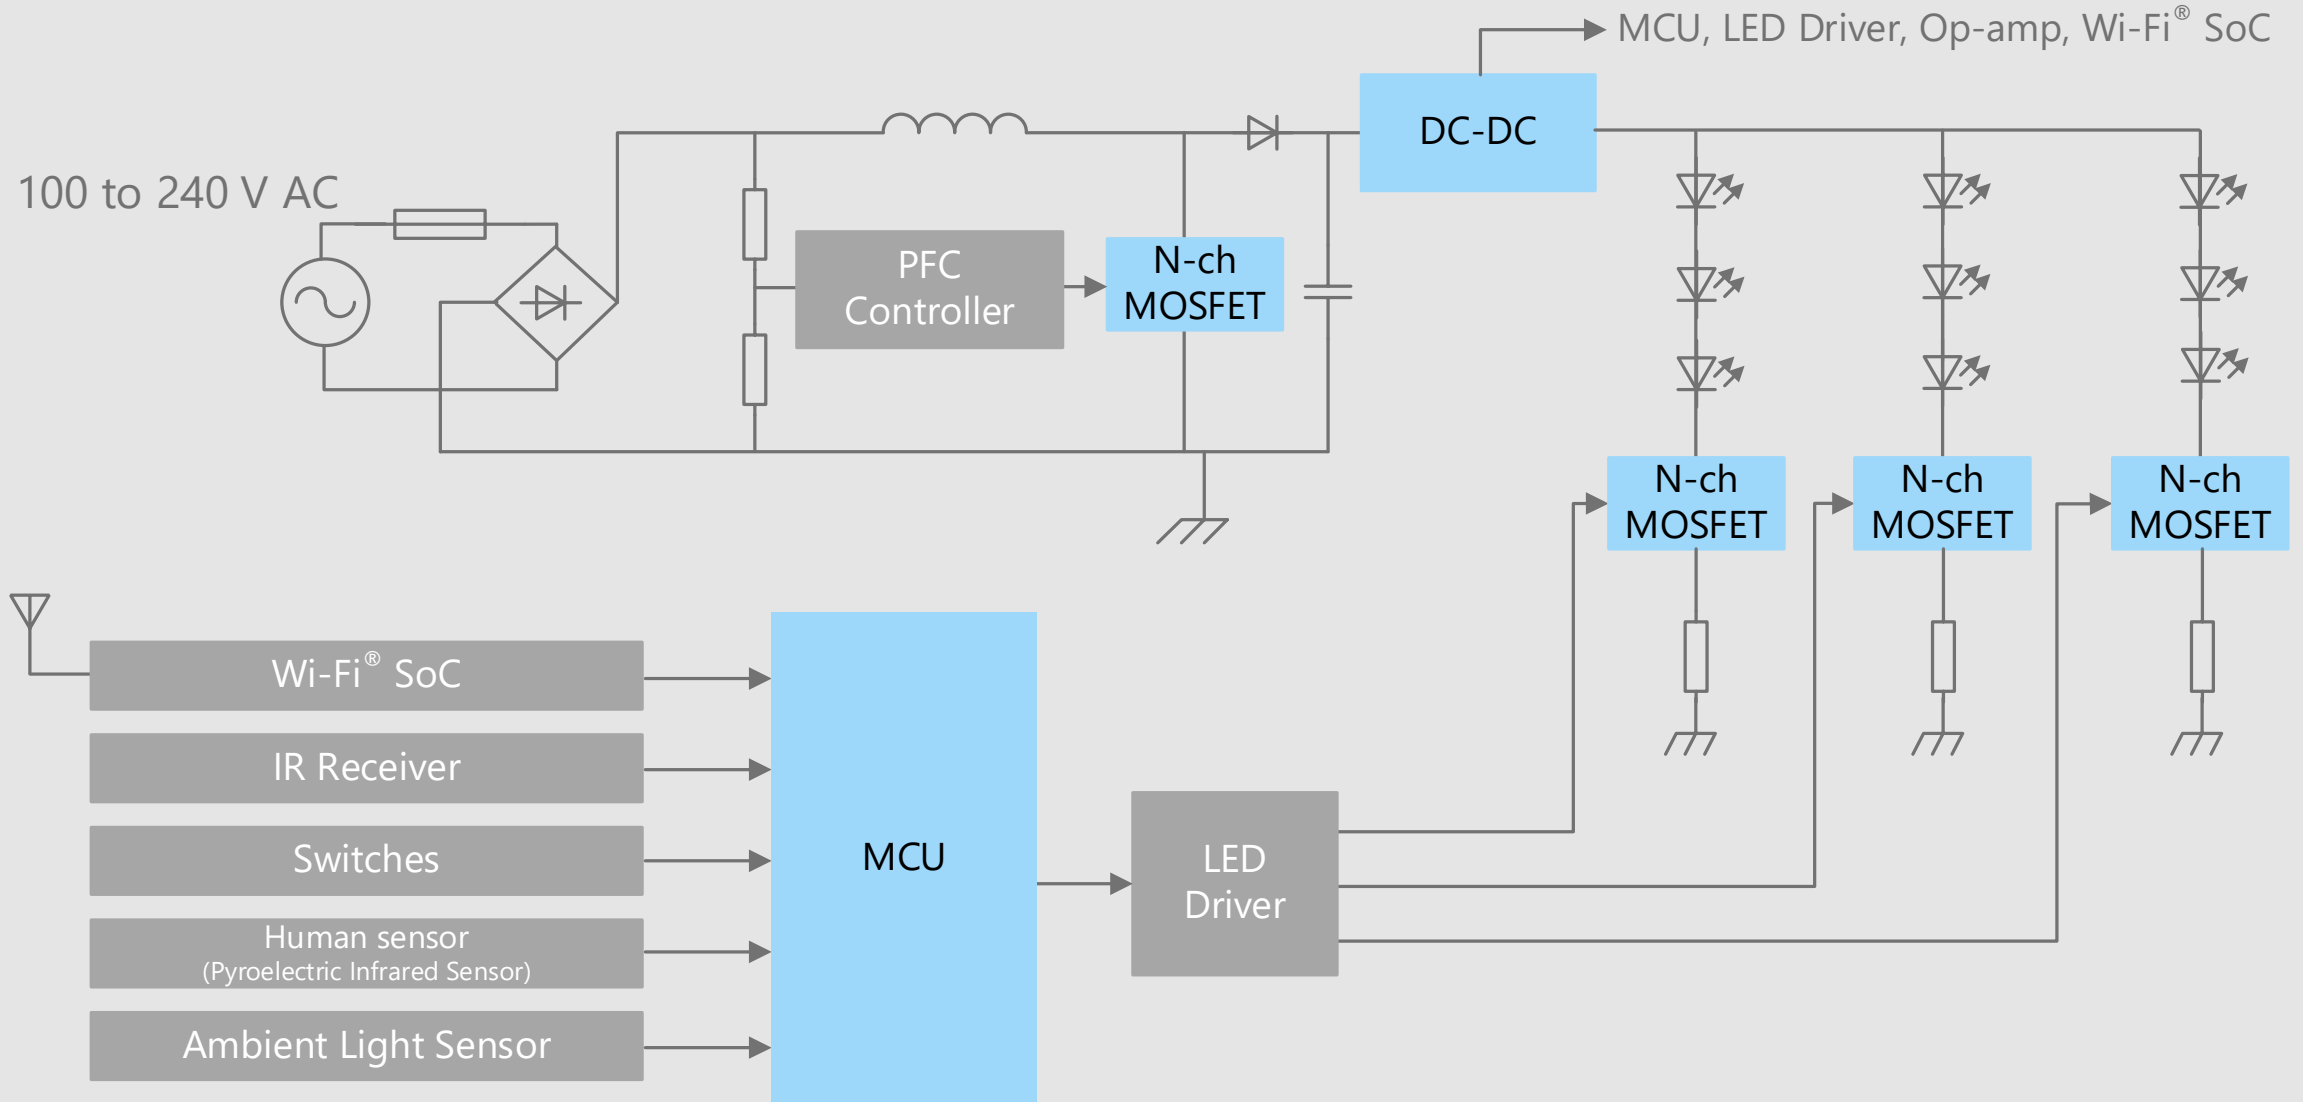 MCU, LED Driver, Op-amp, Wi-Fi® SoC
DC-DC
100 to 240 V AC
PFC
Controller
N-ch
MOSFET
N-ch
MOSFET
N-ch
MOSFET
N-ch
MOSFET
Wi-Fi® SoC
IR Receiver
Switches
Human sensor
(Pyroelectric Infrared Sensor)
Ambient Light Sensor
MCU
LED
Driver